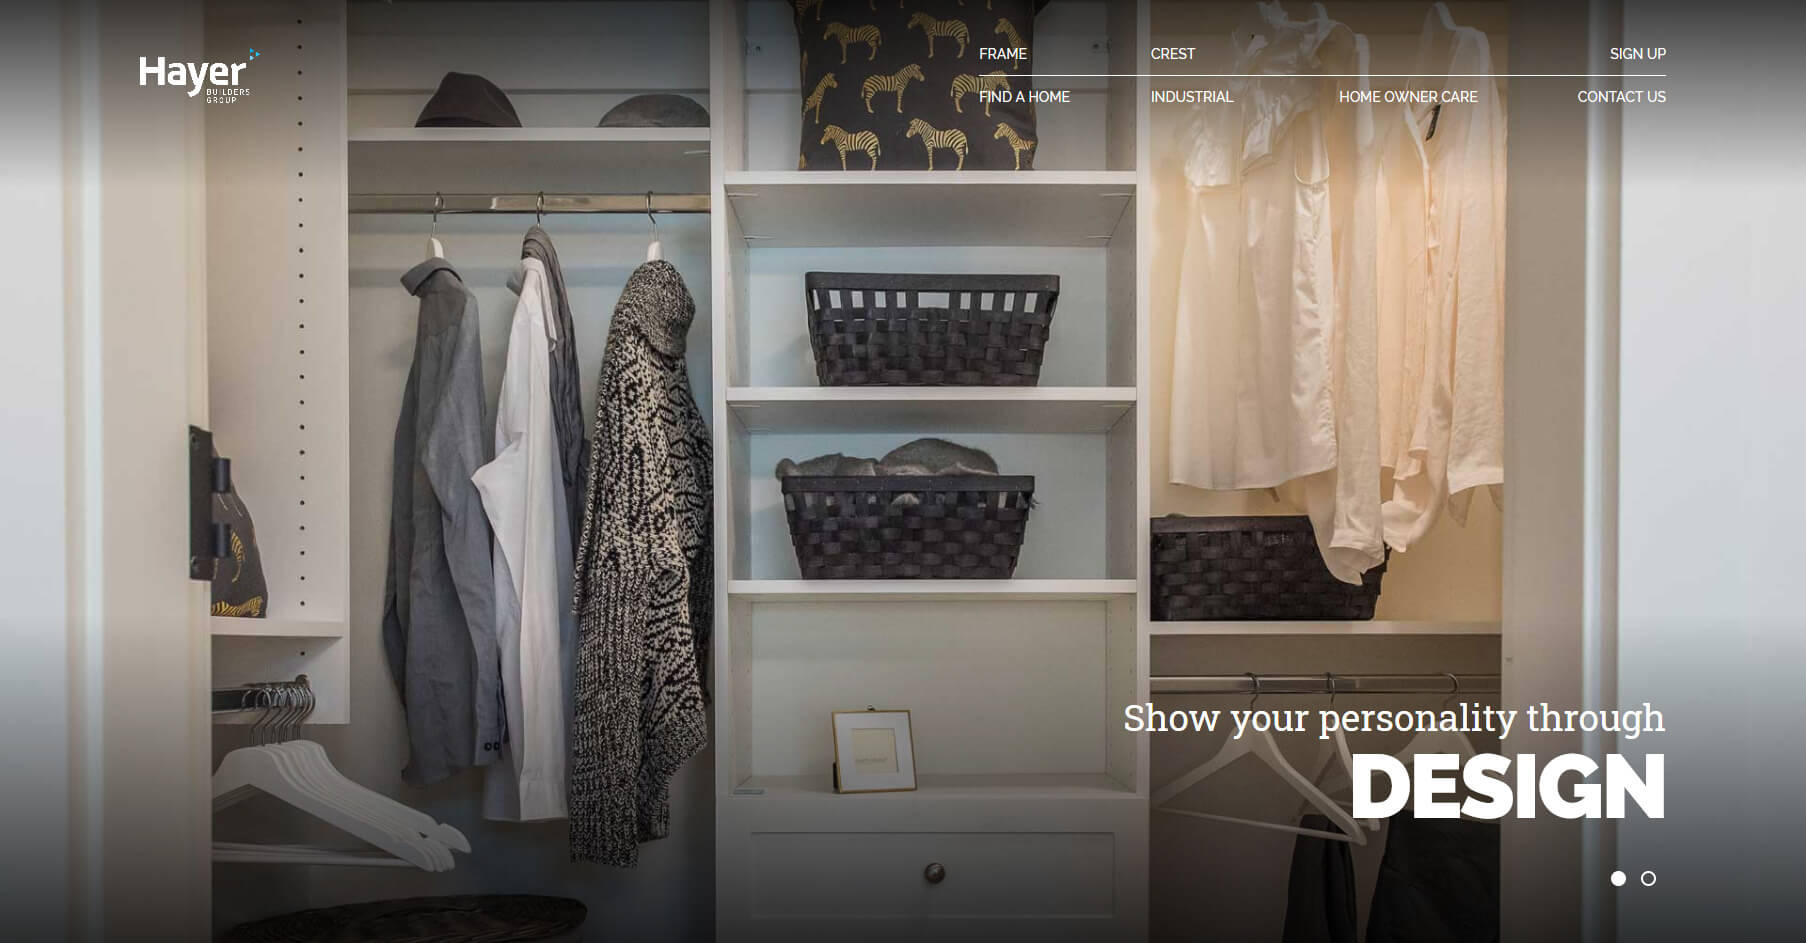 Hayer
BUILDERS
GROUP
FRAME
CREST
SIGN UP
FIND A HOME
INDUSTRIAL
HOME OWNER CARE
CONTACT US
Show your personality through
DESIGN